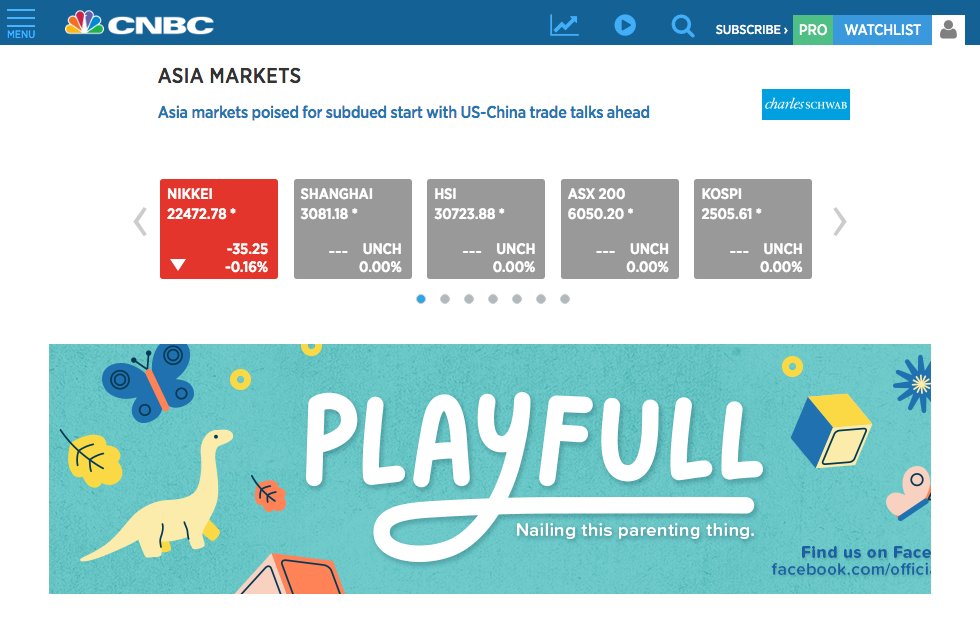 MENU
CNBC
SUBSCRIBE ›
PRO
WATCHLIST
ASIA MARKETS
Asia markets poised for subdued start with US-China trade talks ahead
charles SCHWAB
NIKKEI
22472.78 *
-35.25
-0.16%
SHANGHAI
3081.18 *
--- UNCH
0.00%
HSI
30723.88 *
--- UNCH
0.00%
ASX 200
6050.20 *
--- UNCH
0.00%
KOSPI
2505.61 *
--- UNCH
0.00%
PLAYFULL
Nailing this parenting thing.
Find us on Face
facebook.com/offici